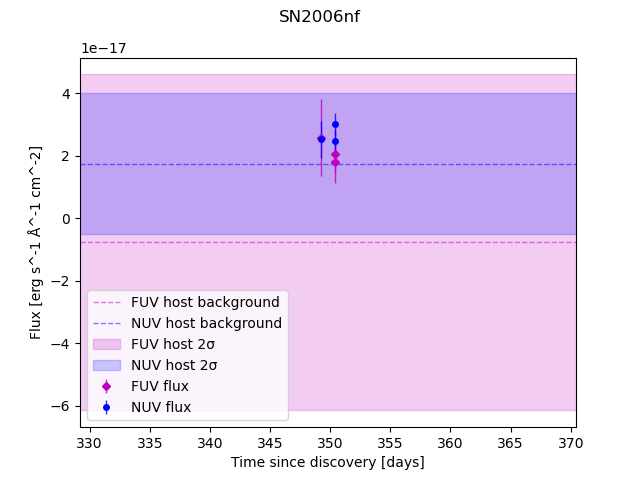 SN2006nf
1e−17
4
2
0
−2
−4
−6
Flux [erg s^-1 Å^-1 cm^-2]
FUV host background
NUV host background
FUV host 2σ
NUV host 2σ
FUV flux
NUV flux
330 335 340 345 350 355 360 365 370
Time since discovery [days]